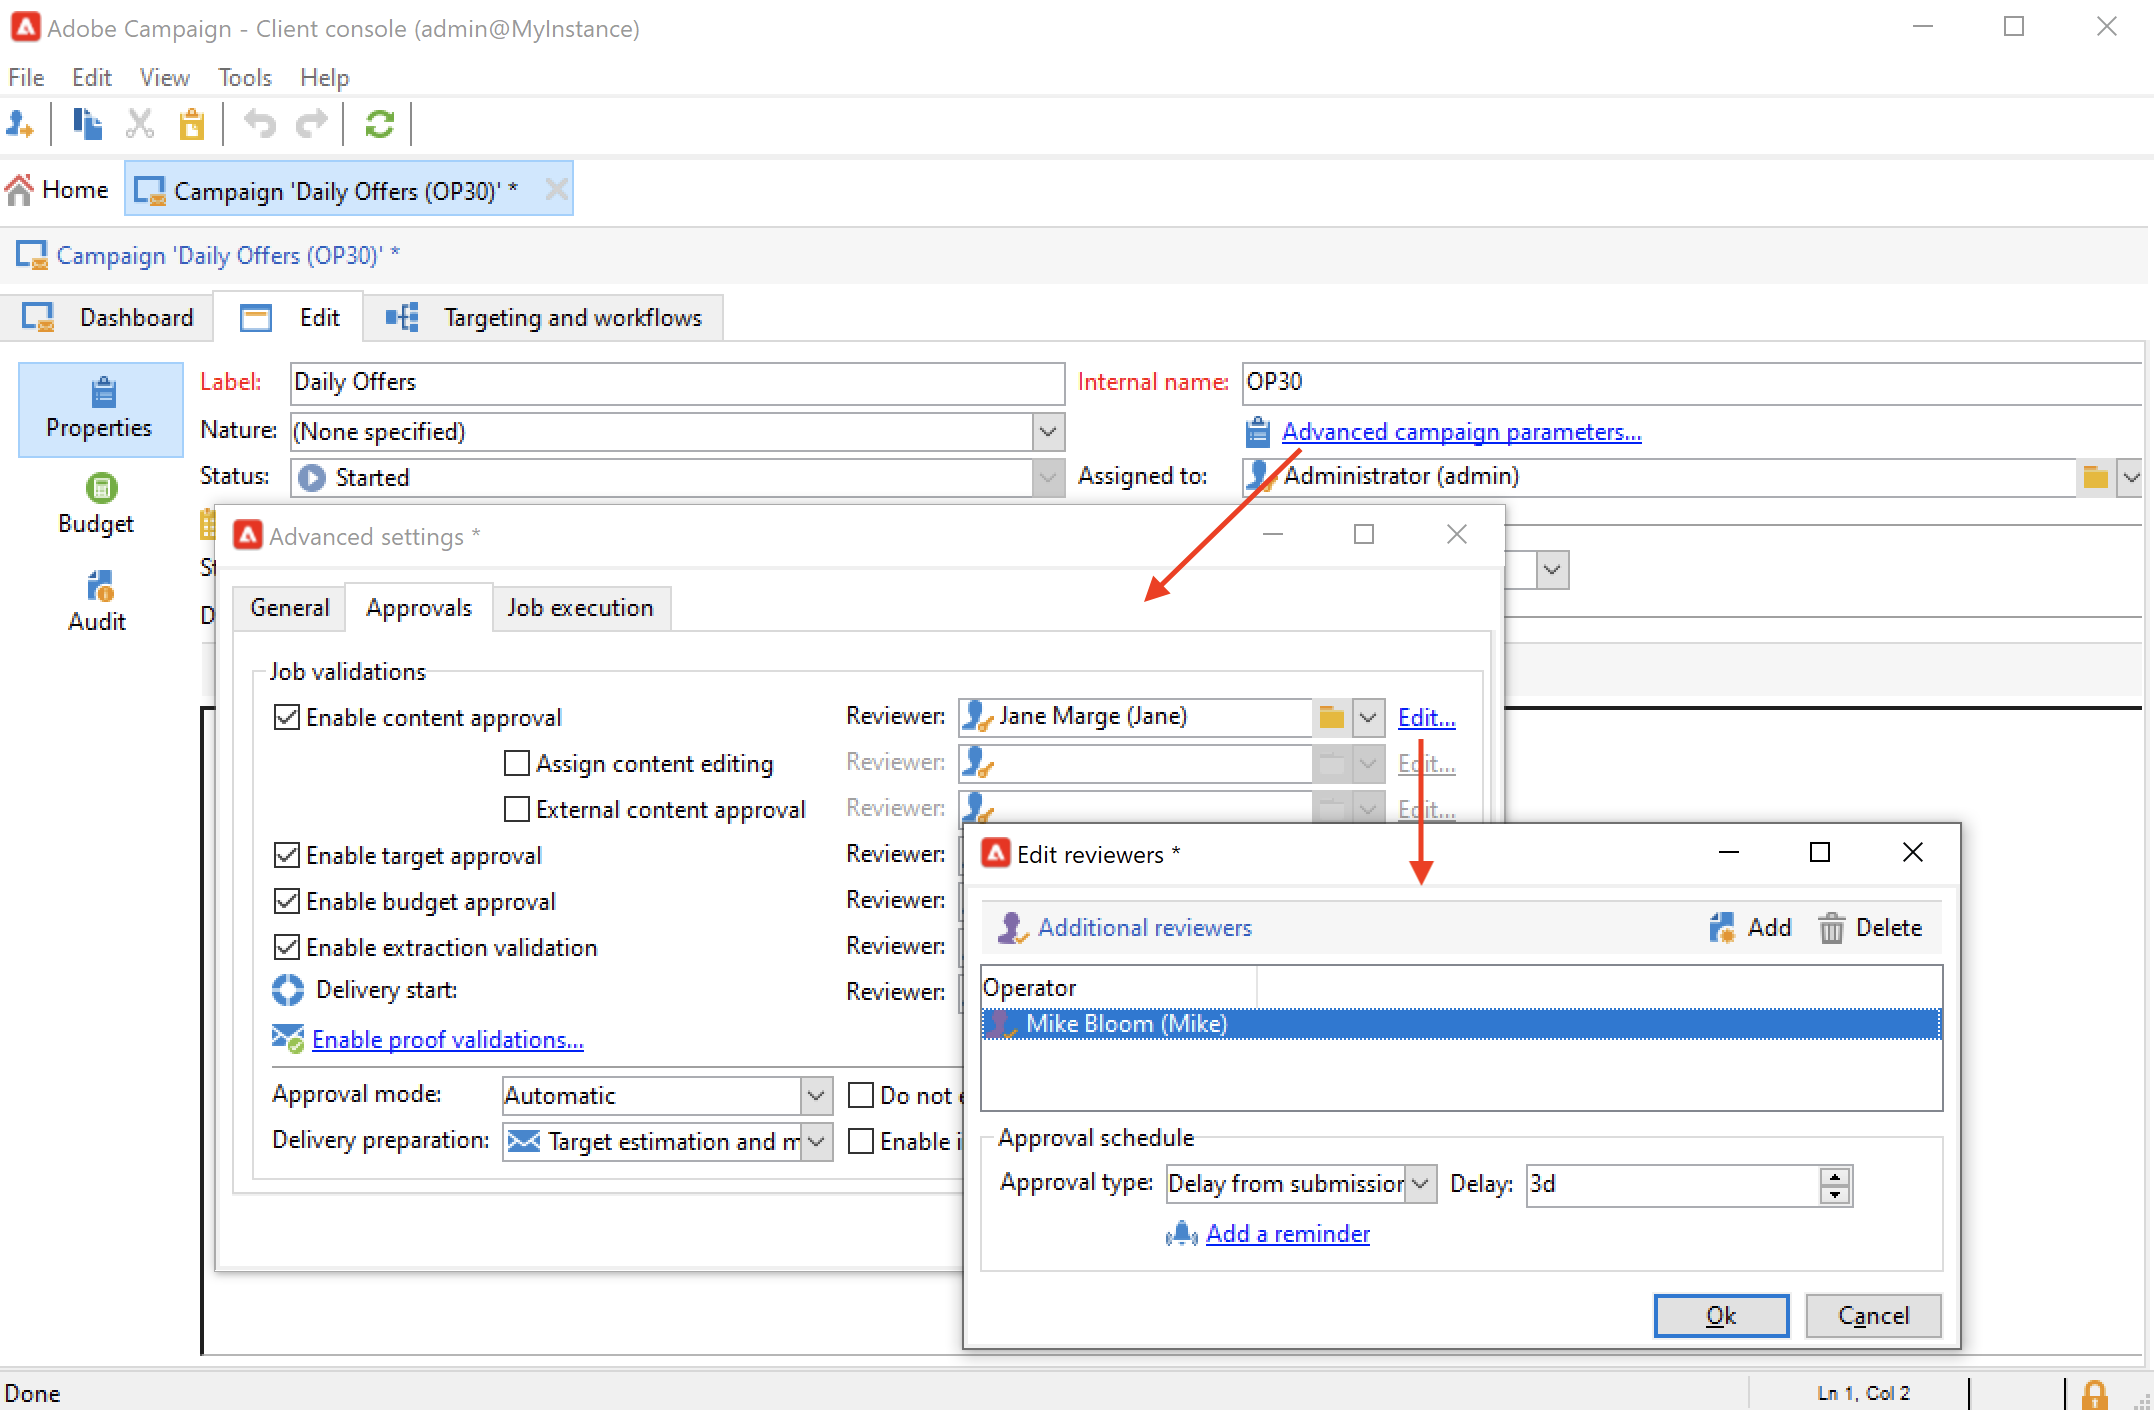 Adobe Campaign - Client console (admin@MyInstance)
File Edit View Tools Help
Home Campaign 'Daily Offers (OP30)' *
Campaign 'Daily Offers (OP30)' *
Dashboard Edit Targeting and workflows
Properties
Budget
Audit
Label: Daily Offers Internal name: OP30
Nature: (None specified) Advanced campaign parameters...
Status: Started Assigned to: Administrator (admin)
St
D
Advanced settings *
General Approvals Job execution
Job validations
Enable content approval Reviewer: Jane Marge (Jane) Edit...
Assign content editing Reviewer: Edit...
External content approval Reviewer: Edit...
Enable target approval Reviewer:
Enable budget approval Reviewer:
Enable extraction validation Reviewer:
Delivery start: Reviewer:
Enable proof validations...
Approval mode: Automatic Do not
Delivery preparation: Target estimation and m Enable i
Edit reviewers *
Additional reviewers Add Delete
Operator
Mike Bloom (Mike)
Approval schedule
Approval type: Delay from submission Delay: 3d
Add a reminder
Ok Cancel
Done Ln 1, Col 2